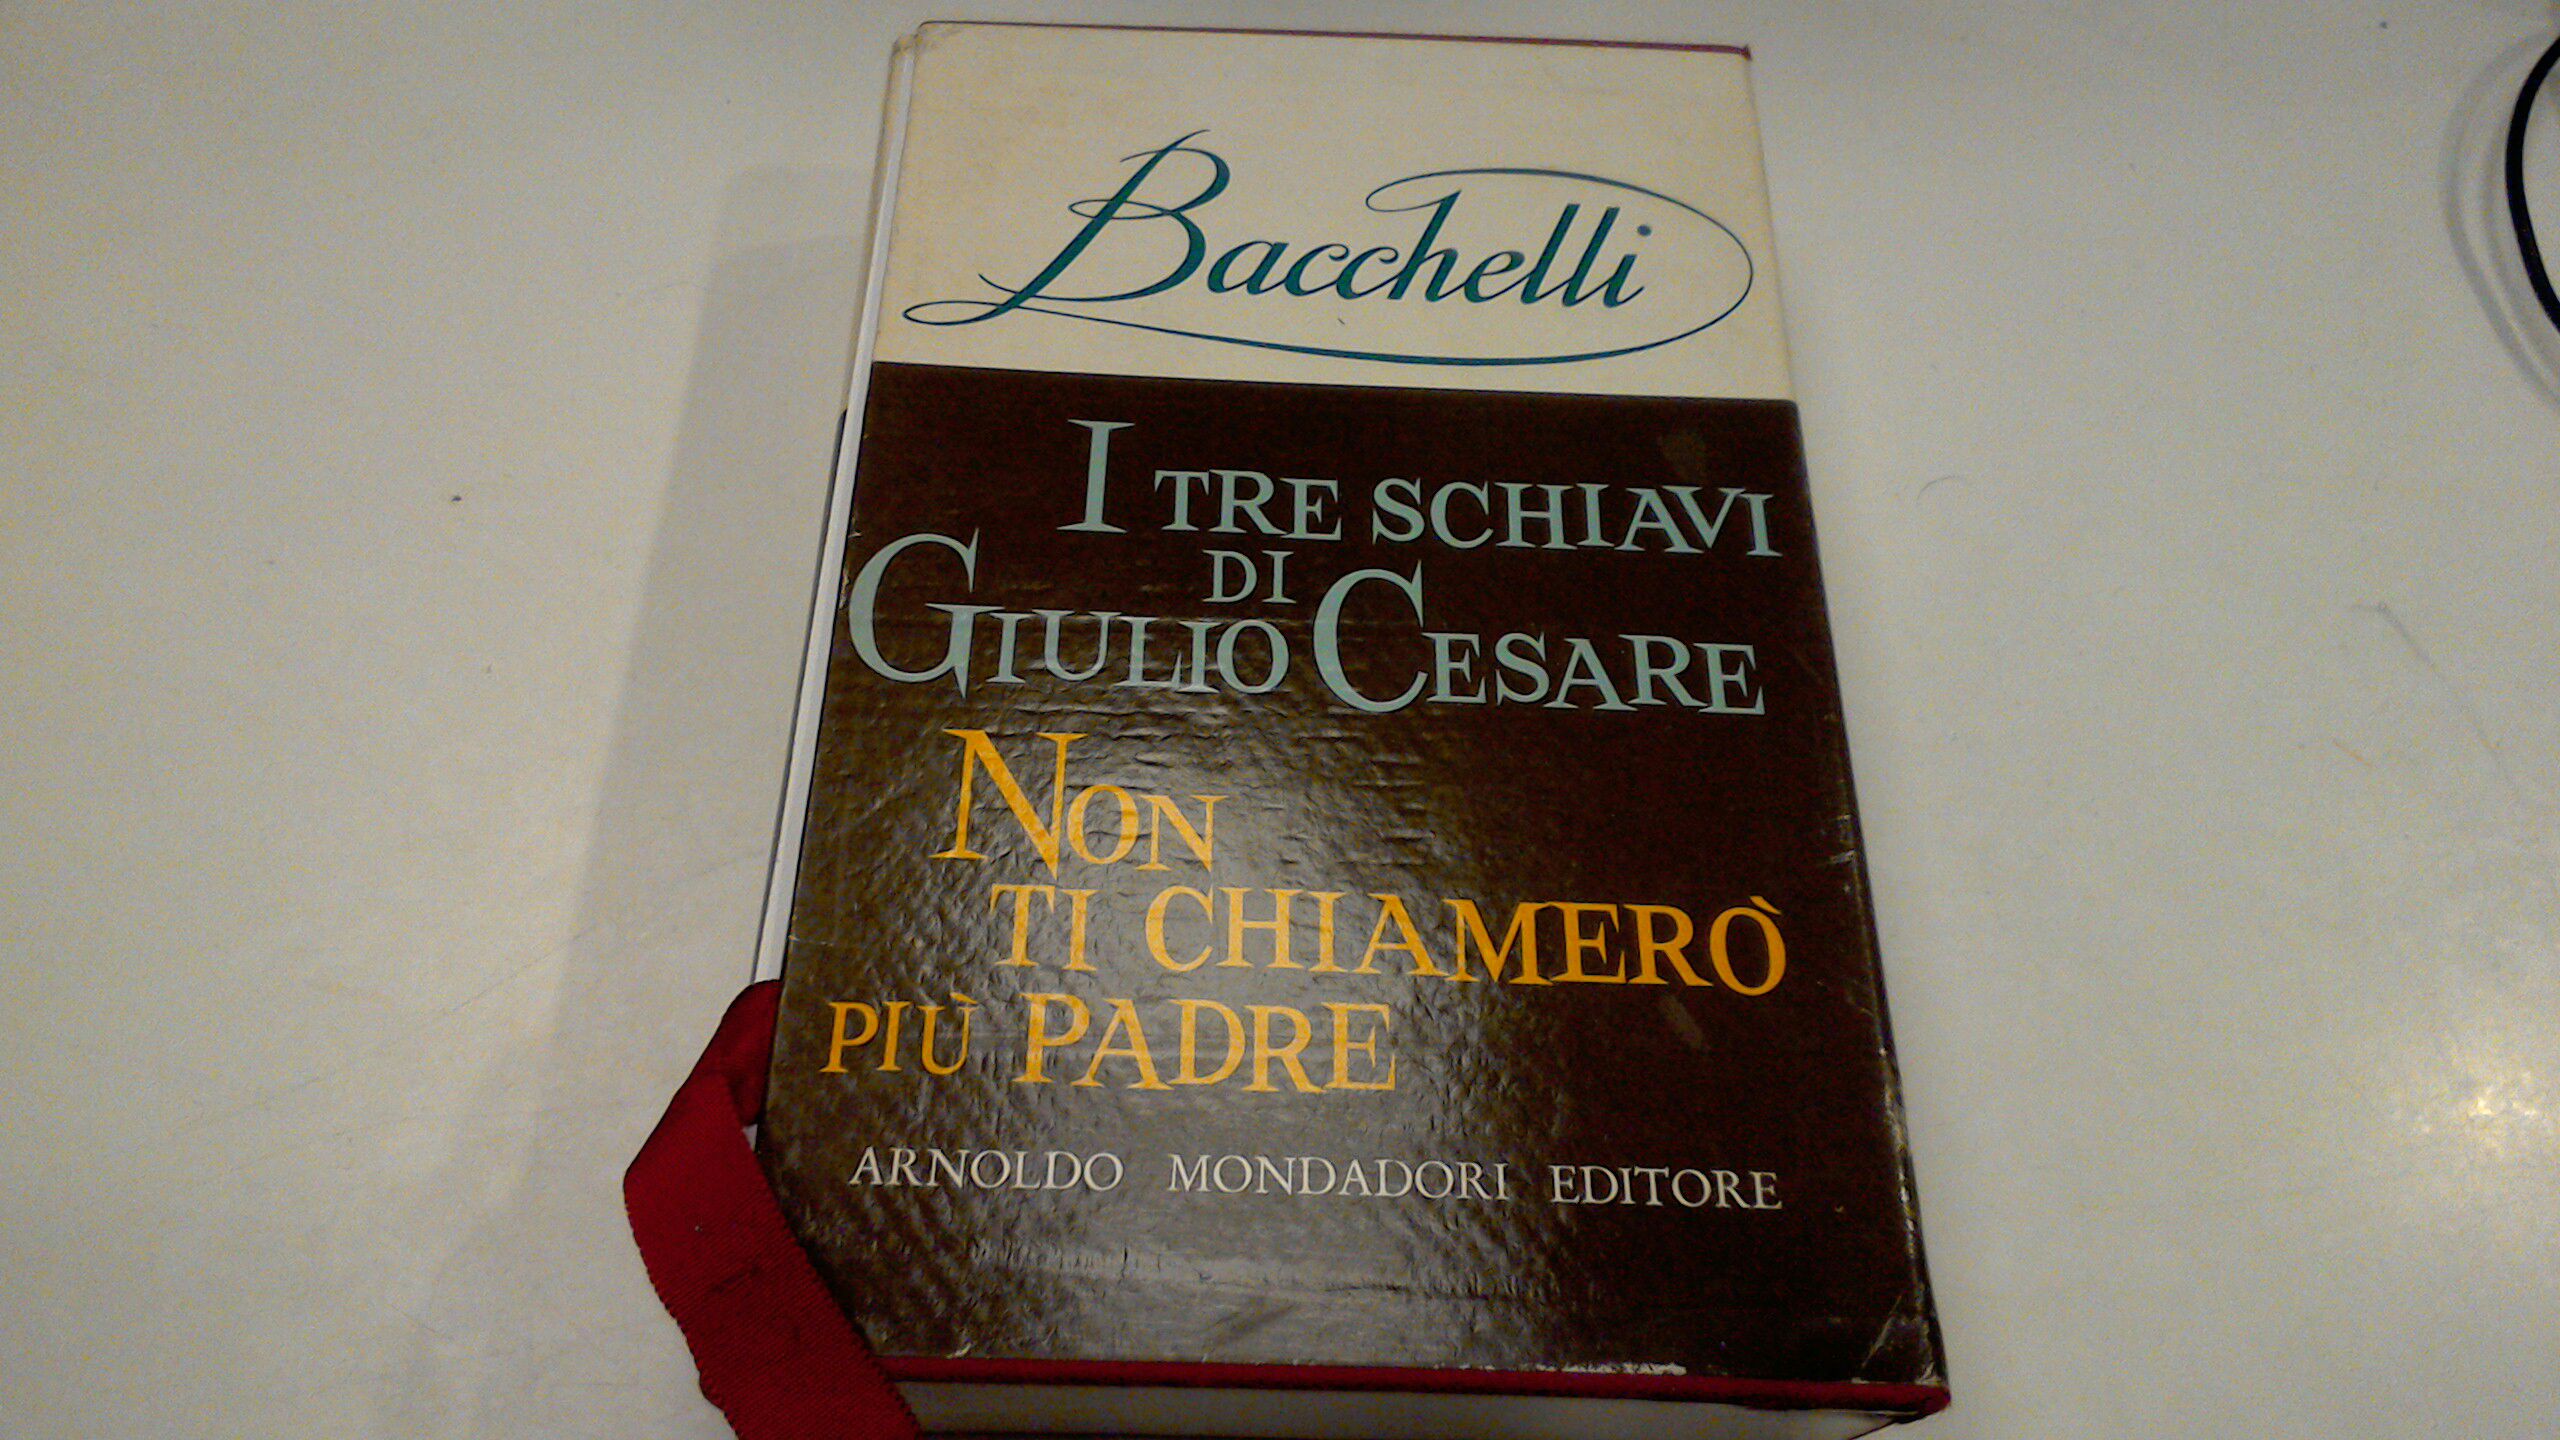 Bacchelli
I TRE SCHIAVI
DI
GIULIO CESARE
NON
TI CHIAMERÒ
PIÙ PADRE
ARNOLDO MONDADORI EDITORE